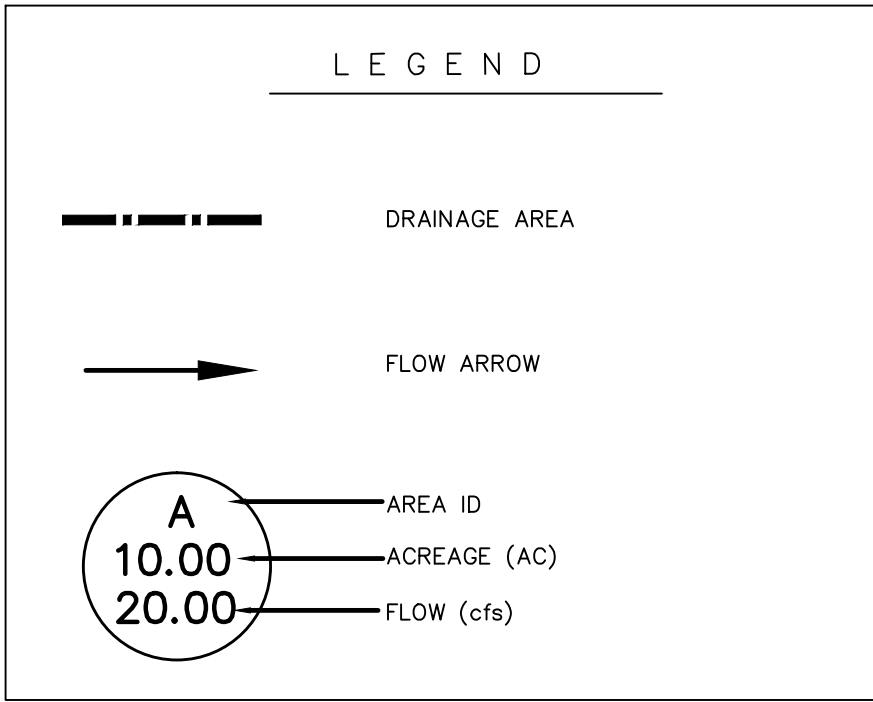 LEGEND
DRAINAGE AREA
FLOW ARROW
A
10.00
20.00
AREA ID
ACREAGE (AC)
FLOW (cfs)